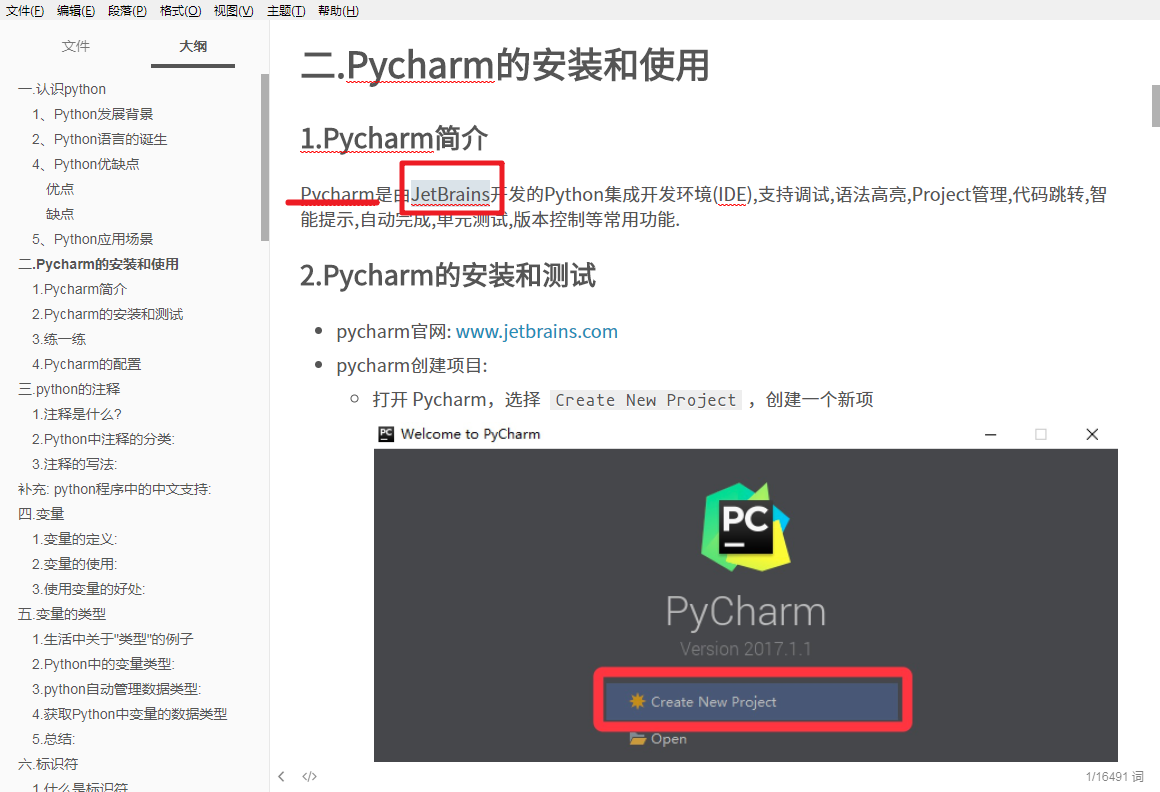 文件(F) 编辑(E) 段落(P) 格式(O) 视图(V) 主题(T) 帮助(H)
文件 大纲
一.认识python
1、Python发展背景
2、Python语言的诞生
4、Python优缺点
优点
缺点
5、Python应用场景
二.Pycharm的安装和使用
1.Pycharm简介
2.Pycharm的安装和测试
3.练一练
4.Pycharm的配置
三.python的注释
1.注释是什么?
2.Python中注释的分类:
3.注释的写法:
补充: python程序中的中文支持:
四.变量
1.变量的定义:
2.变量的使用:
3.使用变量的好处:
五.变量的类型
1.生活中关于"类型"的例子
2.Python中的变量类型:
3.python自动管理数据类型:
4.获取Python中变量的数据类型
5.总结:
六.标识符
1.什么是标识符
二.Pycharm的安装和使用
1.Pycharm简介
Pycharm是由JetBrains开发的Python集成开发环境(IDE),支持调试,语法高亮,Project管理,代码跳转,智
能提示,自动完成,单元测试,版本控制等常用功能.
2.Pycharm的安装和测试
pycharm官网: www.jetbrains.com
pycharm创建项目:
打开 Pycharm，选择 Create New Project ，创建一个新项
PC Welcome to PyCharm
PC
PyCharm
Version 2017.1.1
Create New Project
Open
1/16491 词